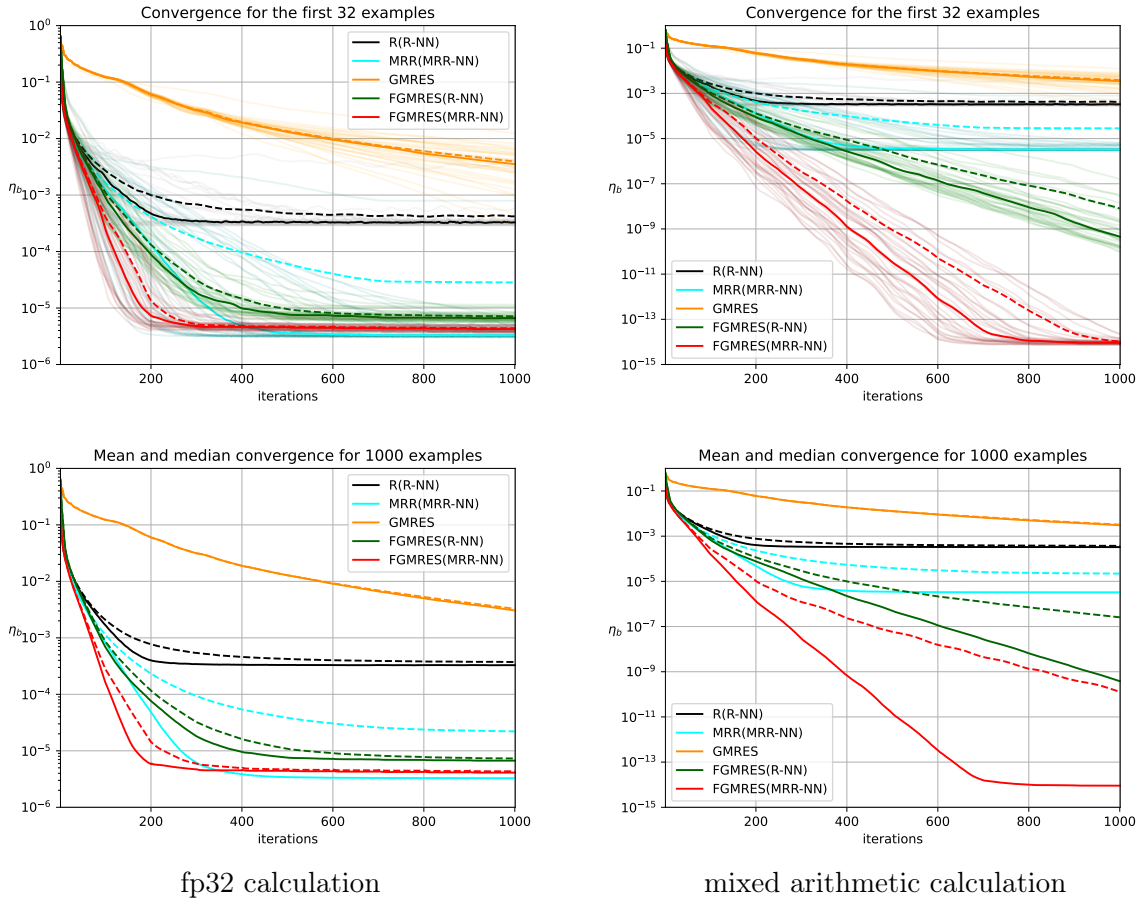 Convergence for the first 32 examples
10^0
10^-1
10^-2
10^-3
10^-4
10^-5
10^-6
η_b
R(R-NN)
MRR(MRR-NN)
GMRES
FGMRES(R-NN)
FGMRES(MRR-NN)
200 400 600 800 1000
iterations
Convergence for the first 32 examples
10^-1
10^-3
10^-5
10^-7
10^-9
10^-11
10^-13
10^-15
η_b
R(R-NN)
MRR(MRR-NN)
GMRES
FGMRES(R-NN)
FGMRES(MRR-NN)
200 400 600 800 1000
iterations
Mean and median convergence for 1000 examples
10^0
10^-1
10^-2
10^-3
10^-4
10^-5
10^-6
η_b
R(R-NN)
MRR(MRR-NN)
GMRES
FGMRES(R-NN)
FGMRES(MRR-NN)
200 400 600 800 1000
iterations
fp32 calculation
Mean and median convergence for 1000 examples
10^-1
10^-3
10^-5
10^-7
10^-9
10^-11
10^-13
10^-15
η_b
R(R-NN)
MRR(MRR-NN)
GMRES
FGMRES(R-NN)
FGMRES(MRR-NN)
200 400 600 800 1000
iterations
mixed arithmetic calculation